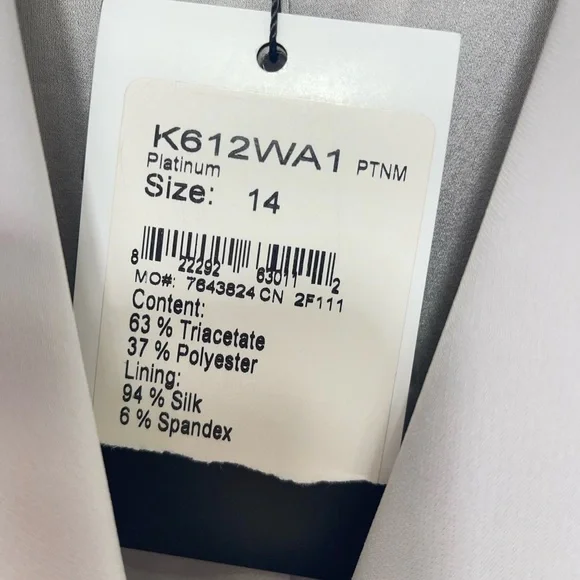 K612WA1 PTNM
Platinum
Size: 14
8 22292 63011 2
MO#: 7643824 CN 2F111
Content:
63 % Triacetate
37 % Polyester
Lining:
94 % Silk
6 % Spandex